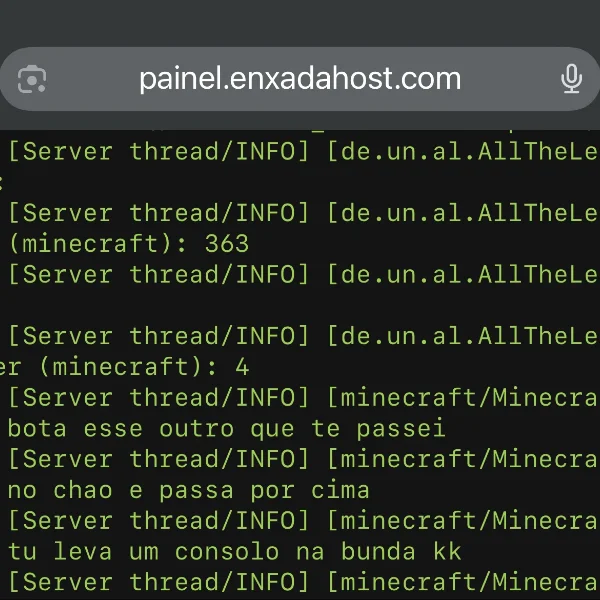 painel.enxadahost.com
[Server thread/INFO] [de.un.al.AllTheLe
:
[Server thread/INFO] [de.un.al.AllTheLe
(minecraft): 363
[Server thread/INFO] [de.un.al.AllTheLe
[Server thread/INFO] [de.un.al.AllTheLe
er (minecraft): 4
[Server thread/INFO] [minecraft/Minecra
bota esse outro que te passei
[Server thread/INFO] [minecraft/Minecra
no chao e passa por cima
[Server thread/INFO] [minecraft/Minecra
tu leva um consolo na bunda kk
[Server thread/INFO] [minecraft/Minecra